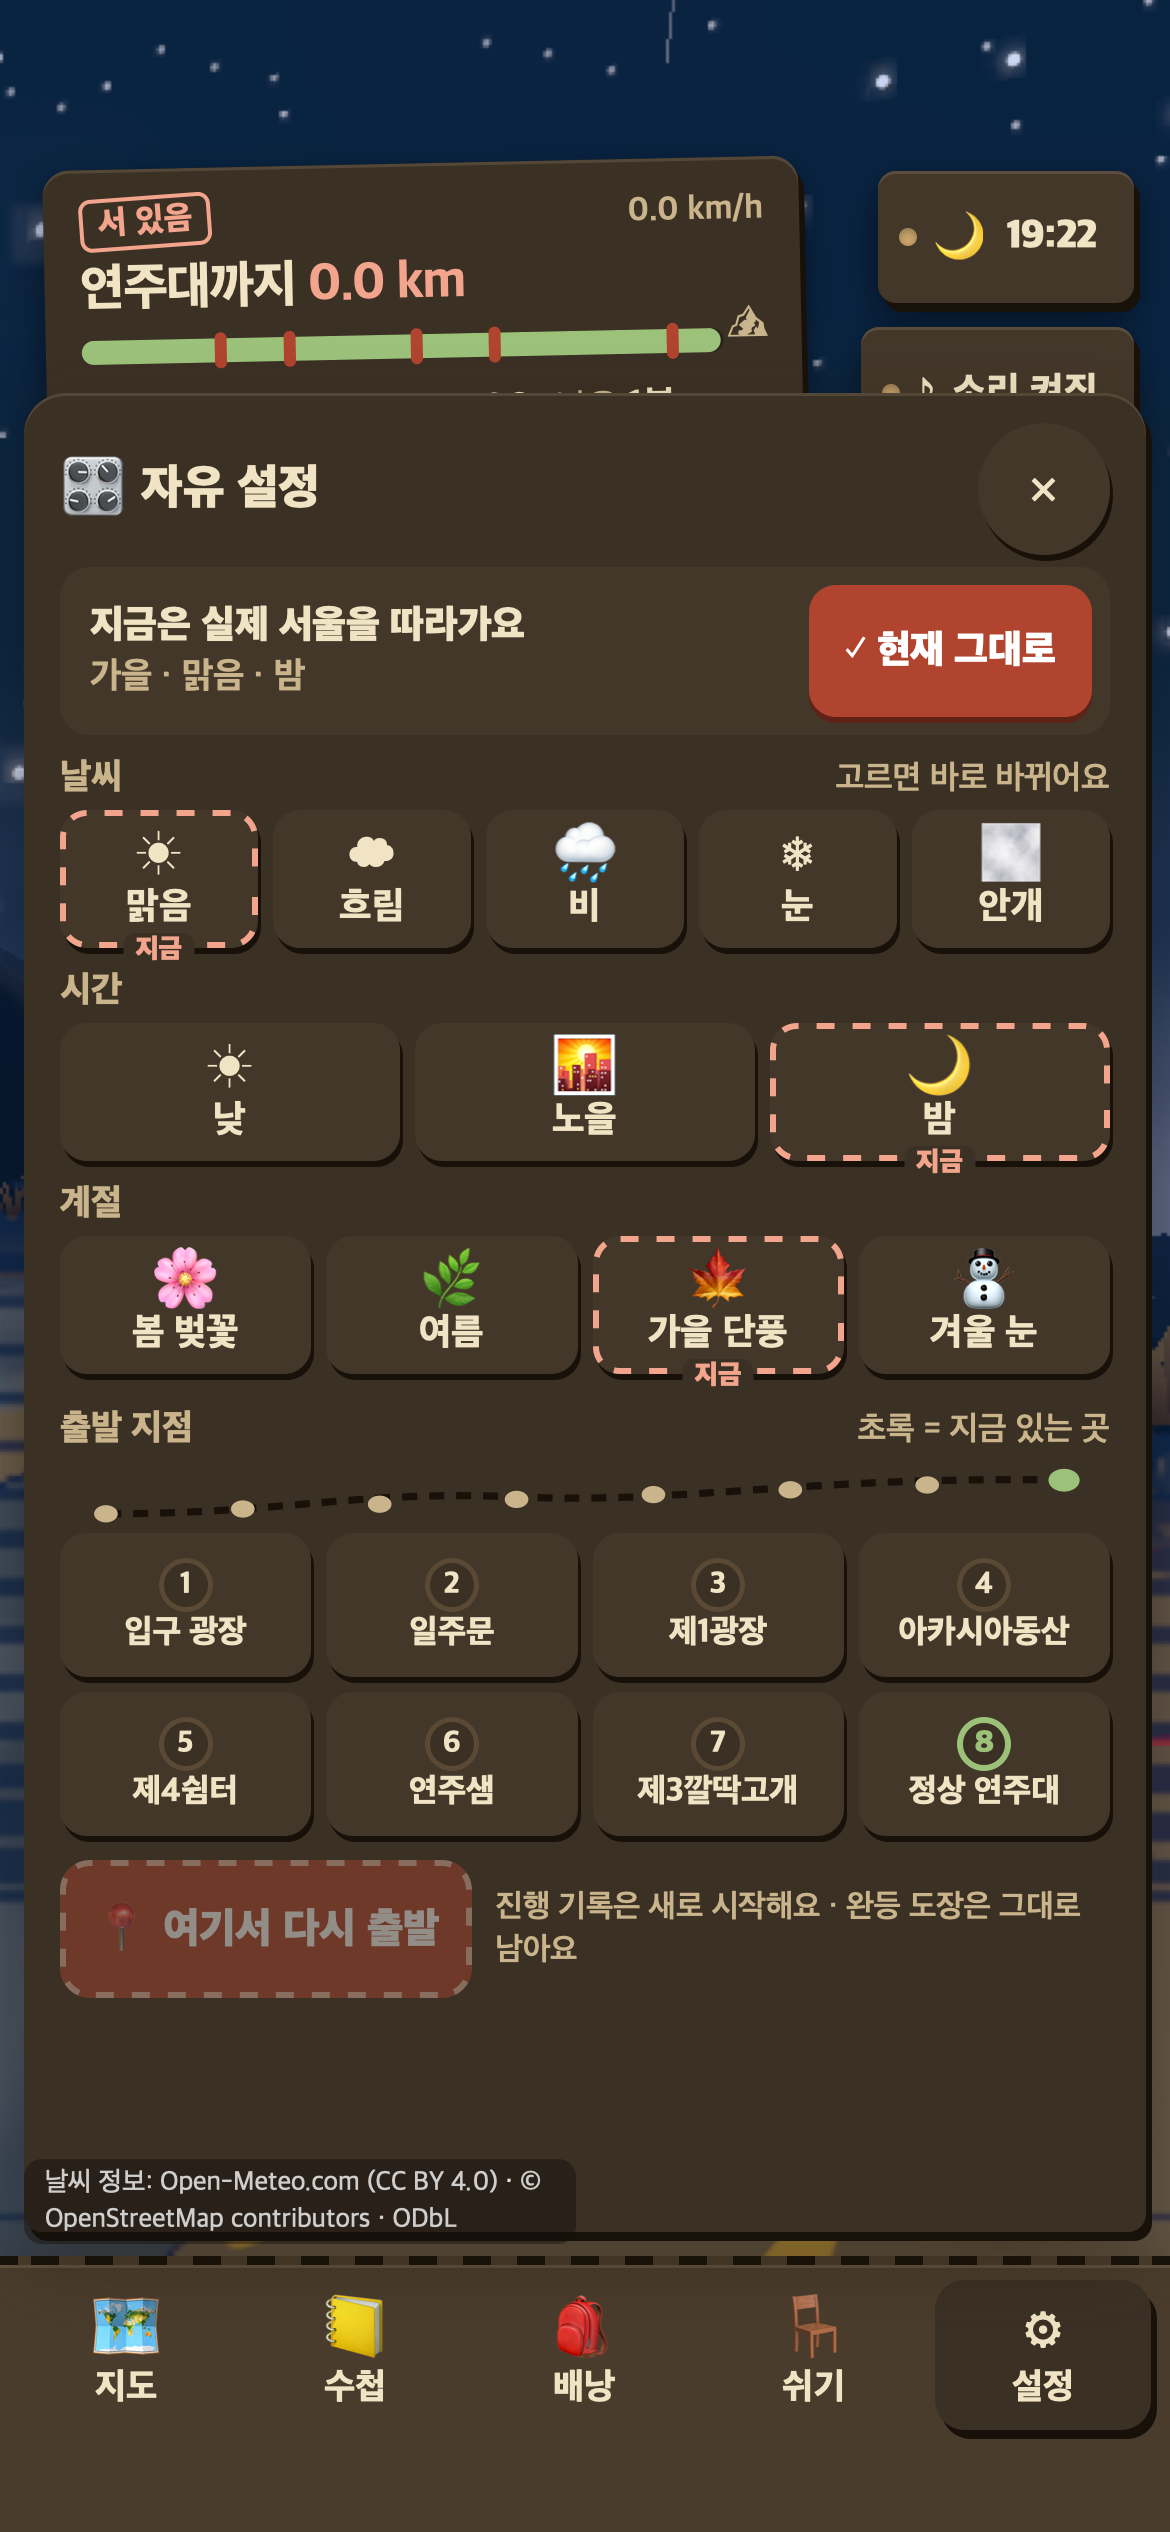 서 있음
0.0 km/h
19:22
연주대까지 0.0 km
♪ 소리 켜짐
자유 설정
×
지금은 실제 서울을 따라가요
가을 · 맑음 · 밤
✓ 현재 그대로
날씨
고르면 바로 바뀌어요
맑음
흐림
비
눈
안개
지금
시간
낮
노을
밤
지금
계절
봄 벚꽃
여름
가을 단풍
겨울 눈
지금
출발 지점
초록 = 지금 있는 곳
1
2
3
4
입구 광장
일주문
제1광장
아카시아동산
5
6
7
8
제4쉼터
연주샘
제3깔딱고개
정상 연주대
여기서 다시 출발
진행 기록은 새로 시작해요 · 완등 도장은 그대로
남아요
날씨 정보: Open-Meteo.com (CC BY 4.0) · ©
OpenStreetMap contributors · ODbL
지도
수첩
배낭
쉬기
설정